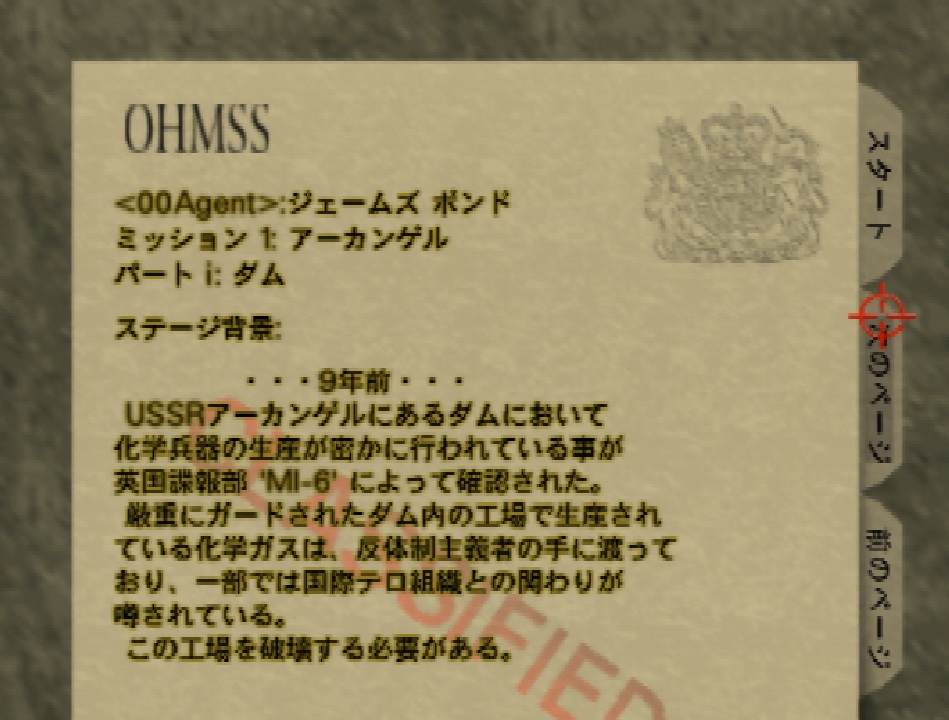 OHMSS
<00Agent>:ジェームズ ボンド
ミッション 1: アーカンゲル
パート i: ダム
ステージ背景:
・・・9年前・・・
USSRアーカンゲルにあるダムにおいて
化学兵器の生産が密かに行われている事が
英国諜報部 'MI-6' によって確認された。
厳重にガードされたダム内の工場で生産され
ている化学ガスは、反体制主義者の手に渡って
おり、一部では国際テロ組織との関わりが
噂されている。
この工場を破壊する必要がある。
CLASSIFIED
スタート
次のページ
前のページ